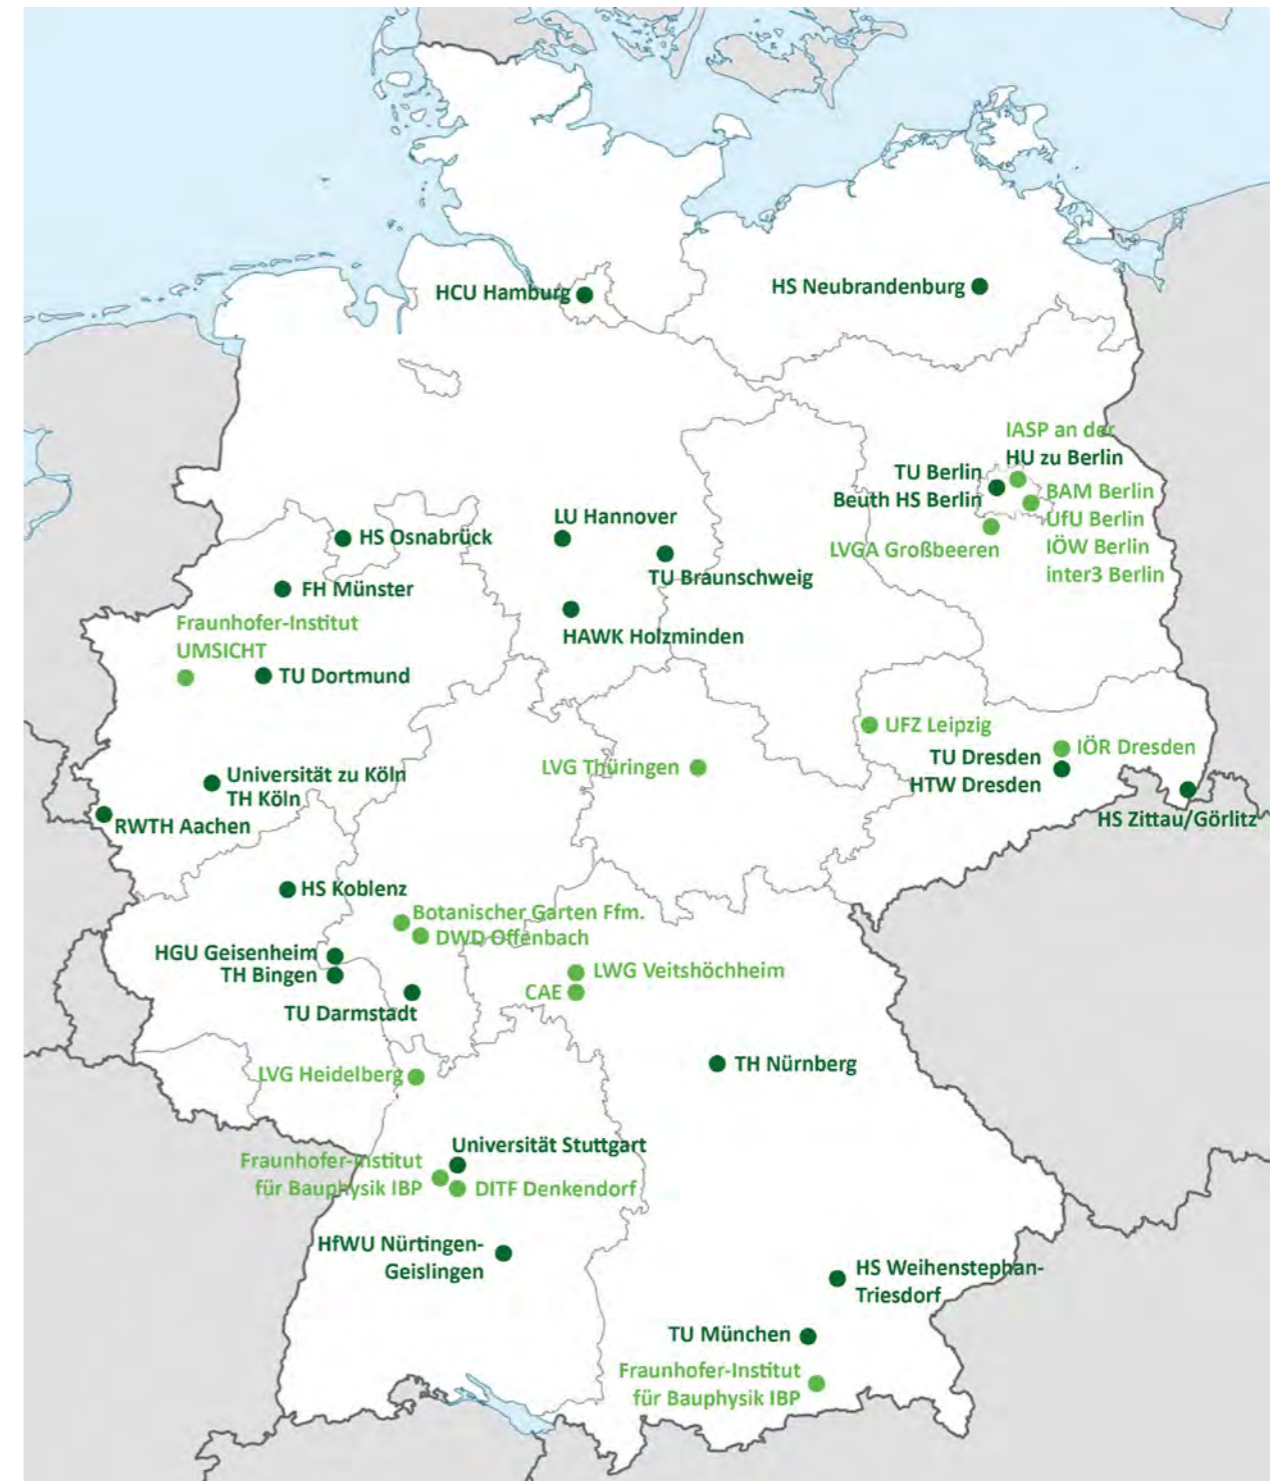 HCU Hamburg
HS Neubrandenburg
IASP an der
HU zu Berlin
TU Berlin
Beuth HS Berlin
BAM Berlin
UfU Berlin
IÖW Berlin
inter3 Berlin
LVGA Großbeeren
HS Osnabrück
LU Hannover
TU Braunschweig
FH Münster
HAWK Holzminden
Fraunhofer-Institut
UMSICHT
TU Dortmund
UFZ Leipzig
IÖR Dresden
TU Dresden
HTW Dresden
LVG Thüringen
Universität zu Köln
TH Köln
RWTH Aachen
HS Zittau/Görlitz
HS Koblenz
Botanischer Garten Ffm.
DWD Offenbach
HGU Geisenheim
TH Bingen
LWG Veitshöchheim
CAE
TU Darmstadt
TH Nürnberg
LVG Heidelberg
Universität Stuttgart
Fraunhofer-Institut
für Bauphysik IBP
DITF Denkendorf
HfWU Nürtingen-
Geislingen
HS Weihenstephan-
Triesdorf
TU München
Fraunhofer-Institut
für Bauphysik IBP